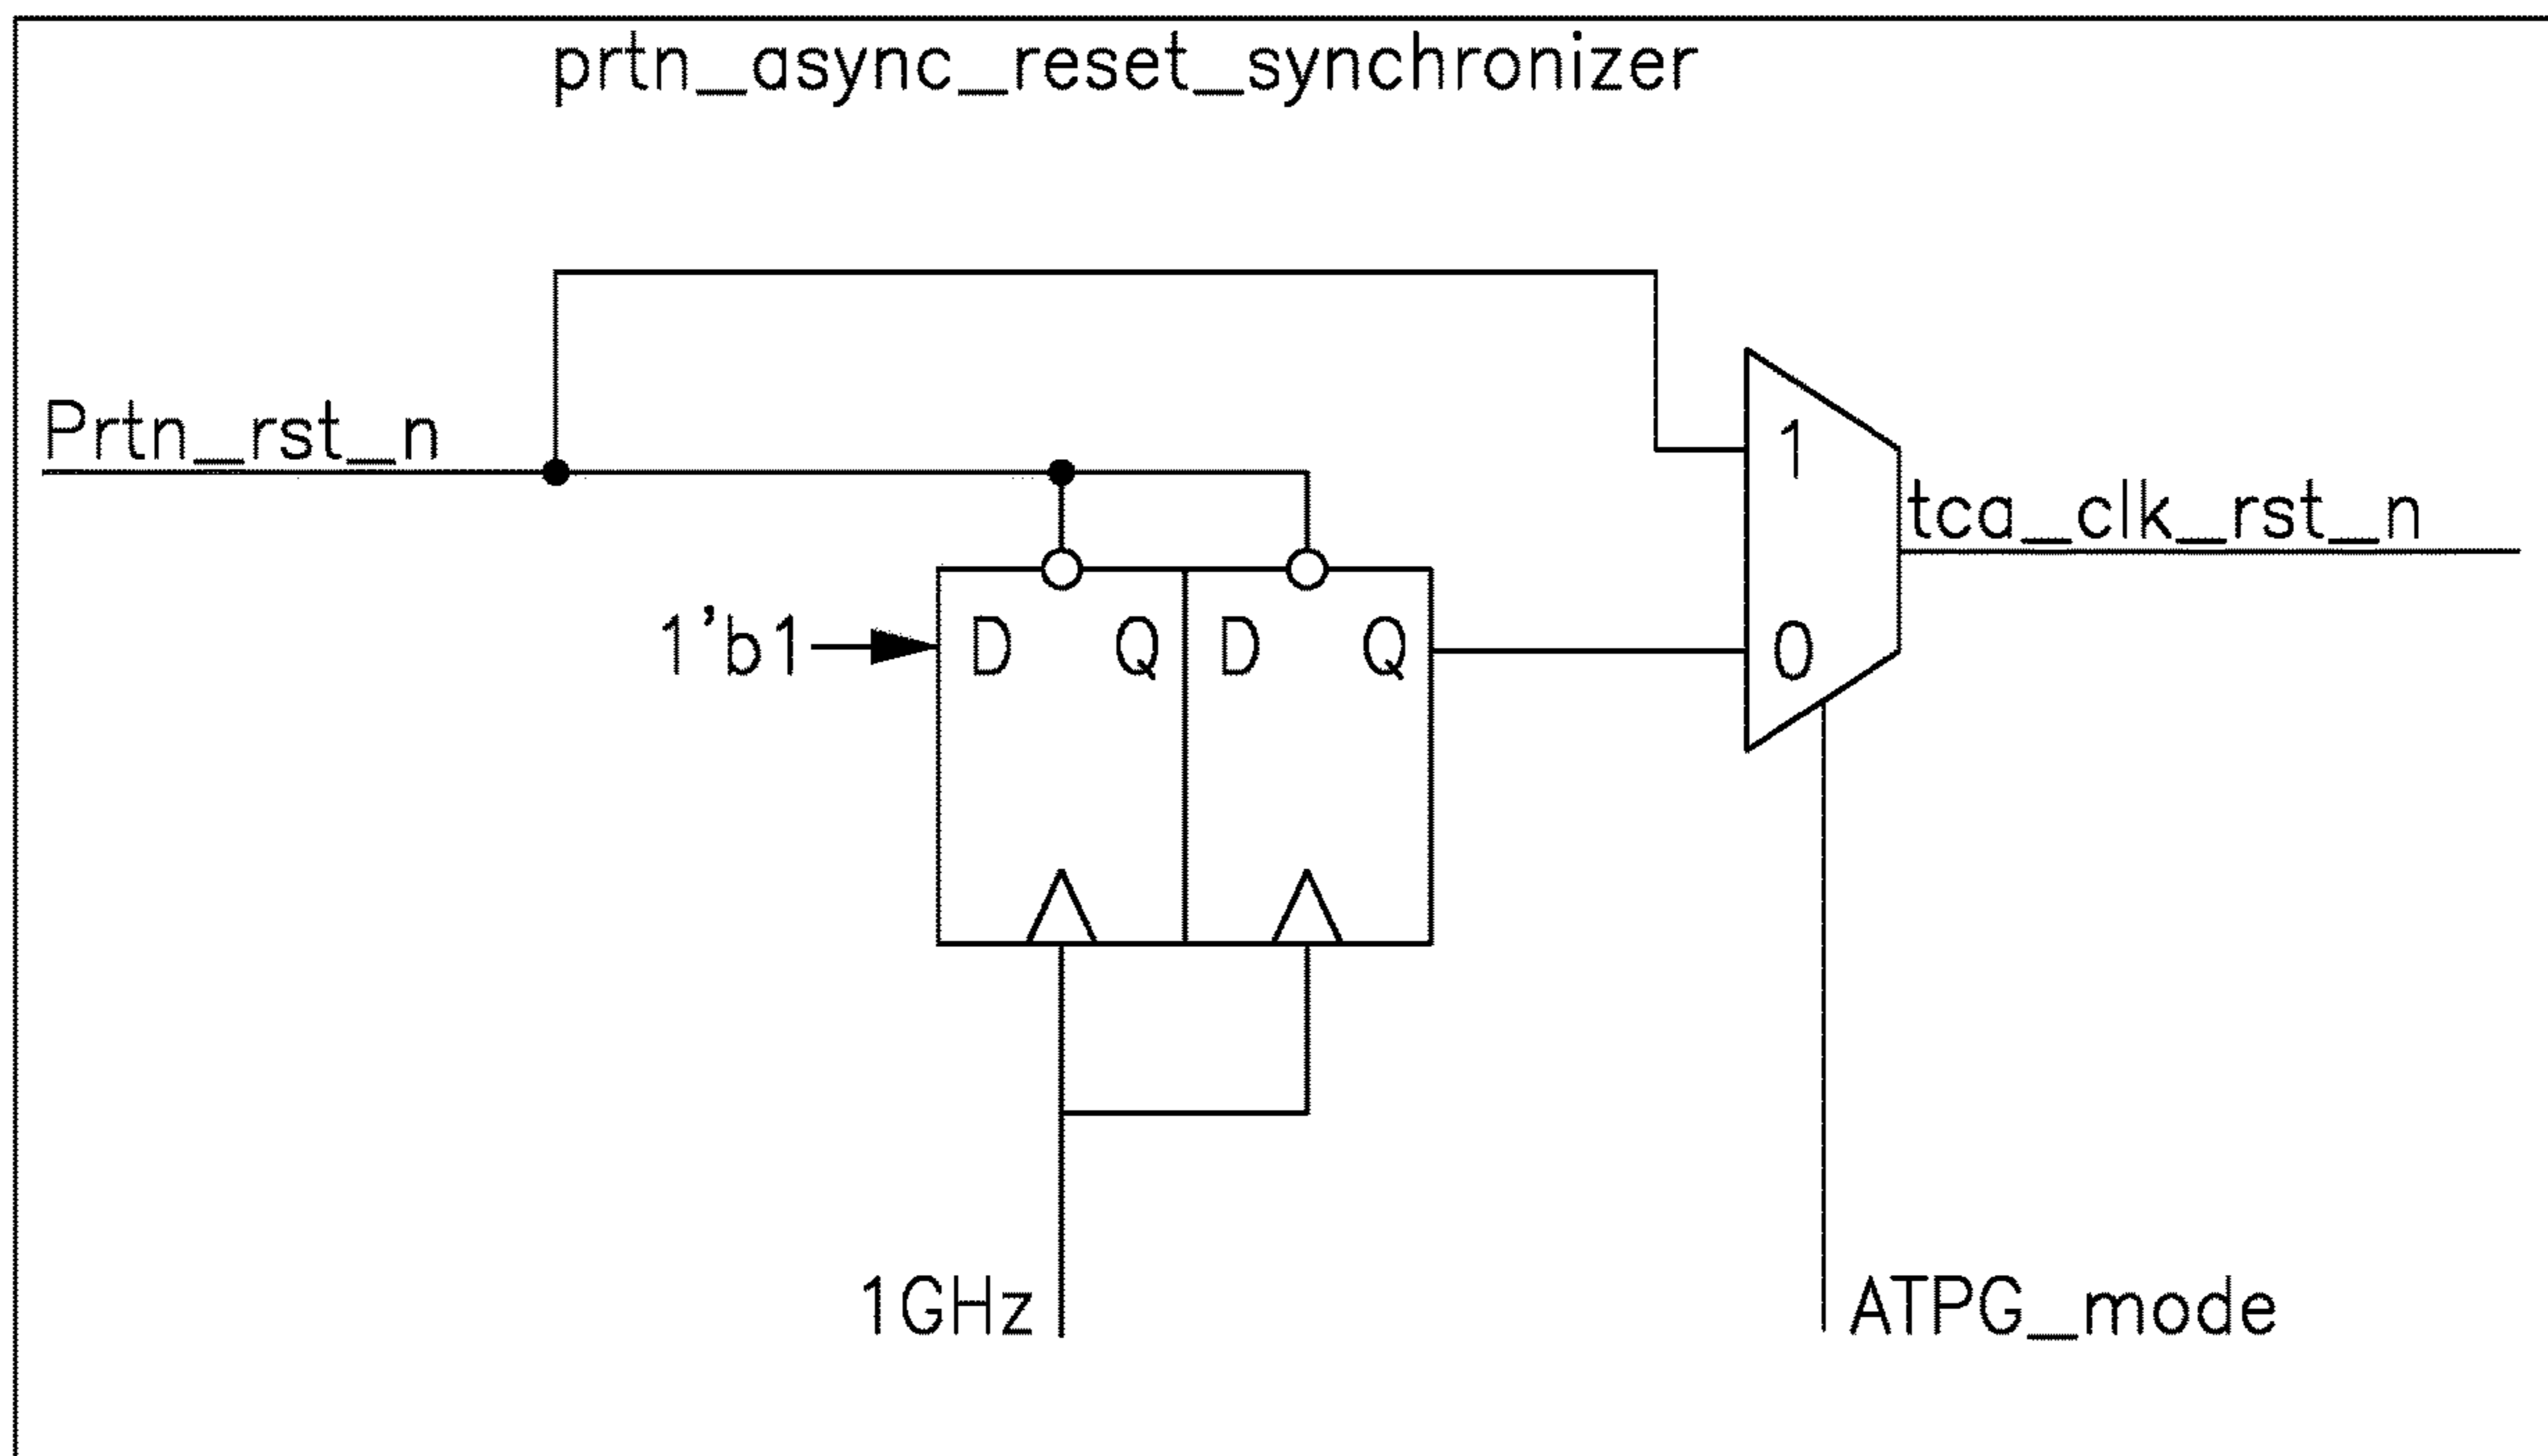 prtn_async_reset_synchronizer
Prtn_rst_n
1
tca_clk_rst_n
1'b1
D Q D Q
0
1GHz
ATPG_mode